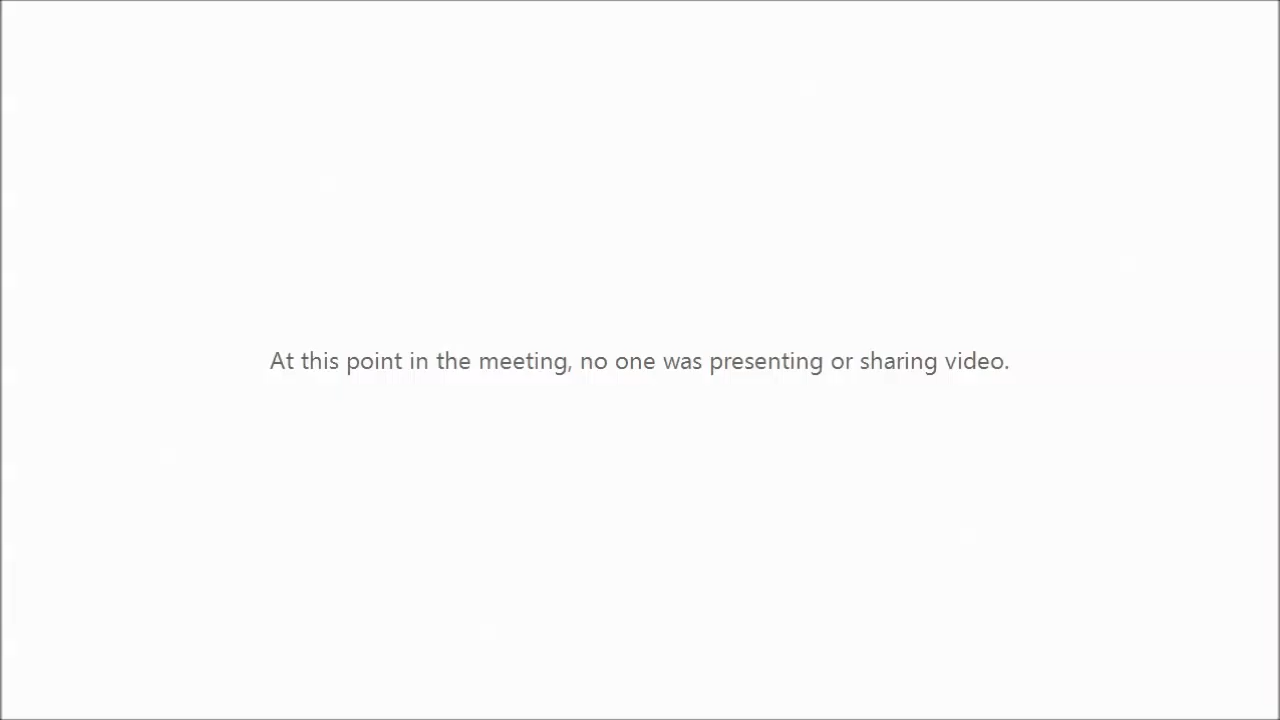 At this point in the meeting, no one was presenting or sharing video.